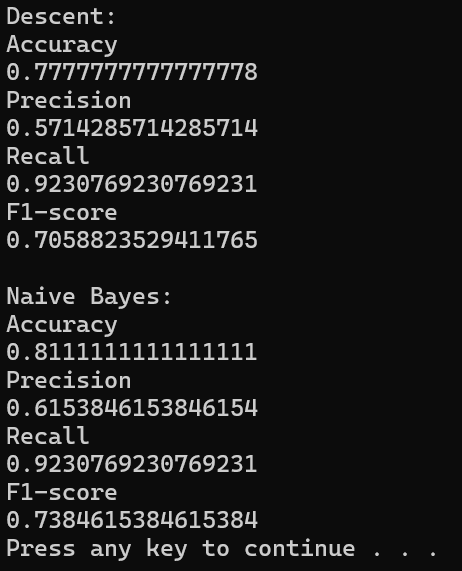 Descent:
Accuracy
0.7777777777777778
Precision
0.5714285714285714
Recall
0.9230769230769231
F1-score
0.7058823529411765
Naive Bayes:
Accuracy
0.8111111111111111
Precision
0.6153846153846154
Recall
0.9230769230769231
F1-score
0.7384615384615384
Press any key to continue . . .